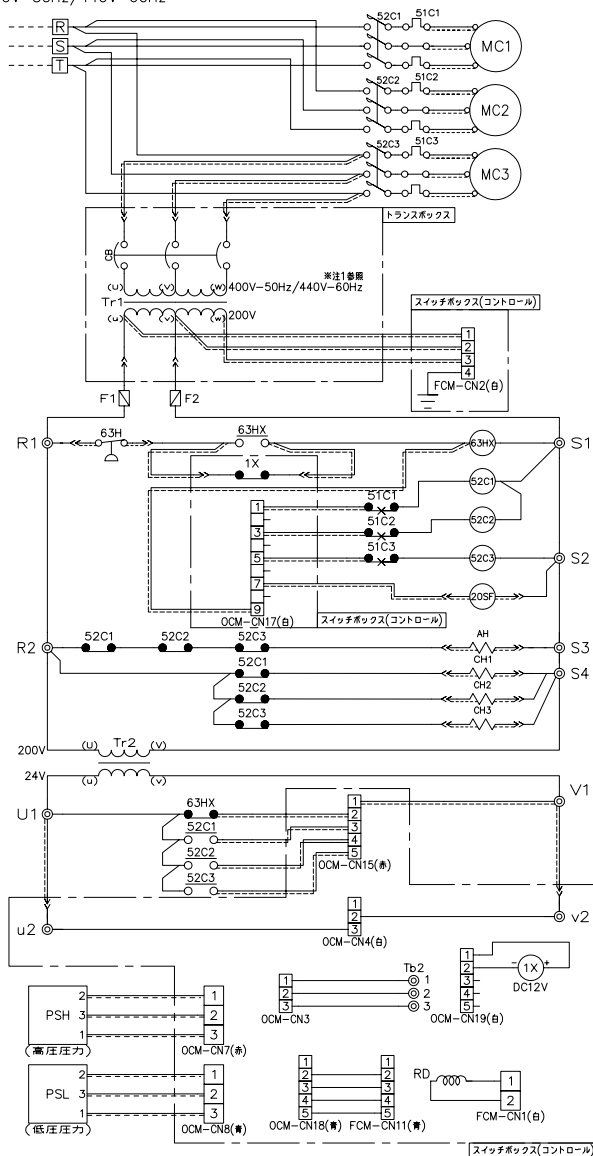 R
S
T
52C1 51C1
MC1
52C2 51C2
MC2
52C3 51C3
MC3
トランスボックス
CB
※注1参照
(U) (V) (W) 400V-50Hz/440V-60Hz
Tr1
(u) (v) (w) 200V
スイッチボックス(コントロール)
1
2
3
4
FCM-CN2(白)
F1 F2
R1 63H 63HX 63HX S1
1X
52C1
51C1
1
51C2 52C2
3
51C3
5 52C3 S2
7
20SF
9
OCM-CN17(白) スイッチボックス(コントロール)
R2 52C1 52C2 52C3 AH S3
52C1 CH1 S4
52C2 CH2
52C3 CH3
200V (U) Tr2 (V)
24V (u) (v)
U1 63HX V1
52C1
52C2
52C3
1
2
3
4
5
OCM-CN15(赤)
u2 v2
1
2
3
OCM-CN4(白)
PSH
2
3
1
1
2
3
(高圧圧力) OCM-CN7(赤)
1
2
3
OCM-CN3
Tb2
1
2
3
1
2
3
4
5
OCM-CN19(白)
- 1X +
DC12V
PSL
2
3
1
1
2
3
(低圧圧力) OCM-CN8(青)
1
2
3
4
5
OCM-CN18(青)
1
2
3
4
5
FCM-CN11(青)
RD
1
2
FCM-CN1(白)
スイッチボックス(コントロール)